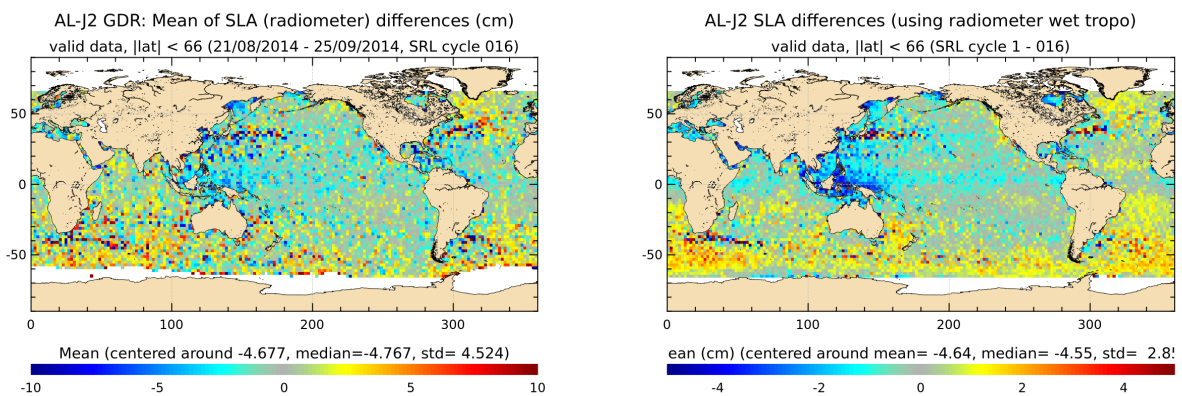 AL-J2 GDR: Mean of SLA (radiometer) differences (cm)
valid data, |lat| < 66 (21/08/2014 - 25/09/2014, SRL cycle 016)
50
0
-50
0 100 200 300
Mean (centered around -4.677, median=-4.767, std= 4.524)
-10 -5 0 5 10
AL-J2 SLA differences (using radiometer wet tropo)
valid data, |lat| < 66 (SRL cycle 1 - 016)
50
0
-50
0 100 200 300
ean (cm) (centered around mean= -4.64, median= -4.55, std= 2.8
-4 -2 0 2 4